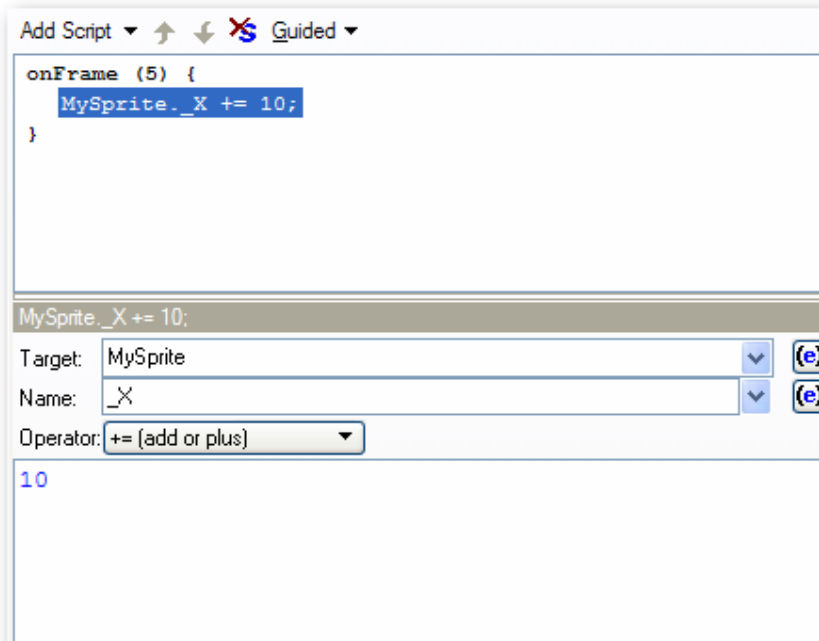 Add Script Guided
onFrame (5) {
MySprite._X += 10;
}
MySprite._X += 10;
Target: MySprite (e)
Name: _X (e)
Operator: += (add or plus)
10